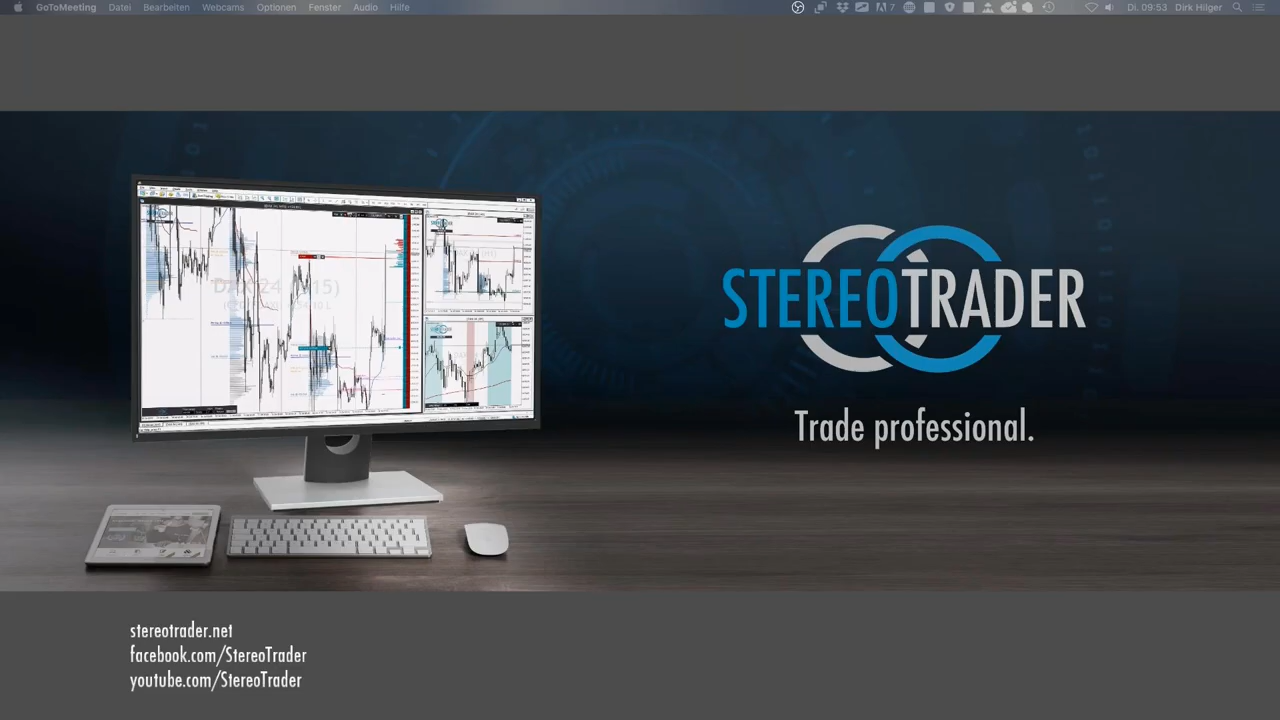 GoToMeeting Datei Bearbeiten Webcams Optionen Fenster Audio Hilfe 7 Di. 09:53 Dirk Hilger
STEREOTRADER
Trade professional.
stereotrader.net
facebook.com/StereoTrader
youtube.com/StereoTrader